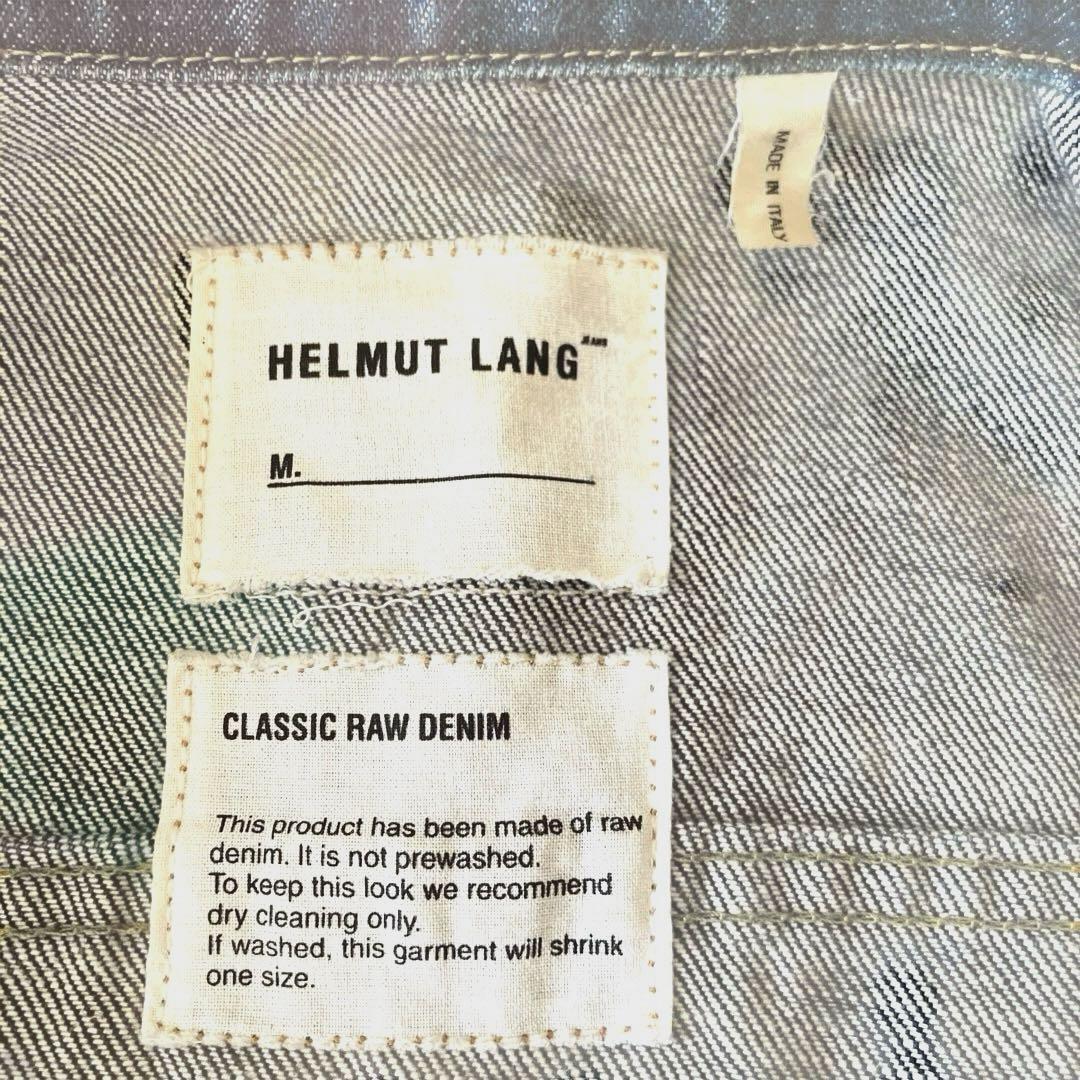 MADE IN ITALY
HELMUT LANG JEANS
M.
CLASSIC RAW DENIM
This product has been made of raw
denim. It is not prewashed.
To keep this look we recommend
dry cleaning only.
If washed, this garment will shrink
one size.